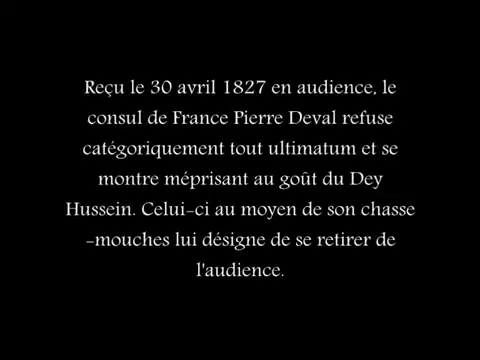 Reçu le 30 avril 1827 en audience, le
consul de France Pierre Deval refuse
catégoriquement tout ultimatum et se
montre méprisant au goût du Dey
Hussein. Celui-ci au moyen de son chasse
-mouches lui désigne de se retirer de
l'audience.